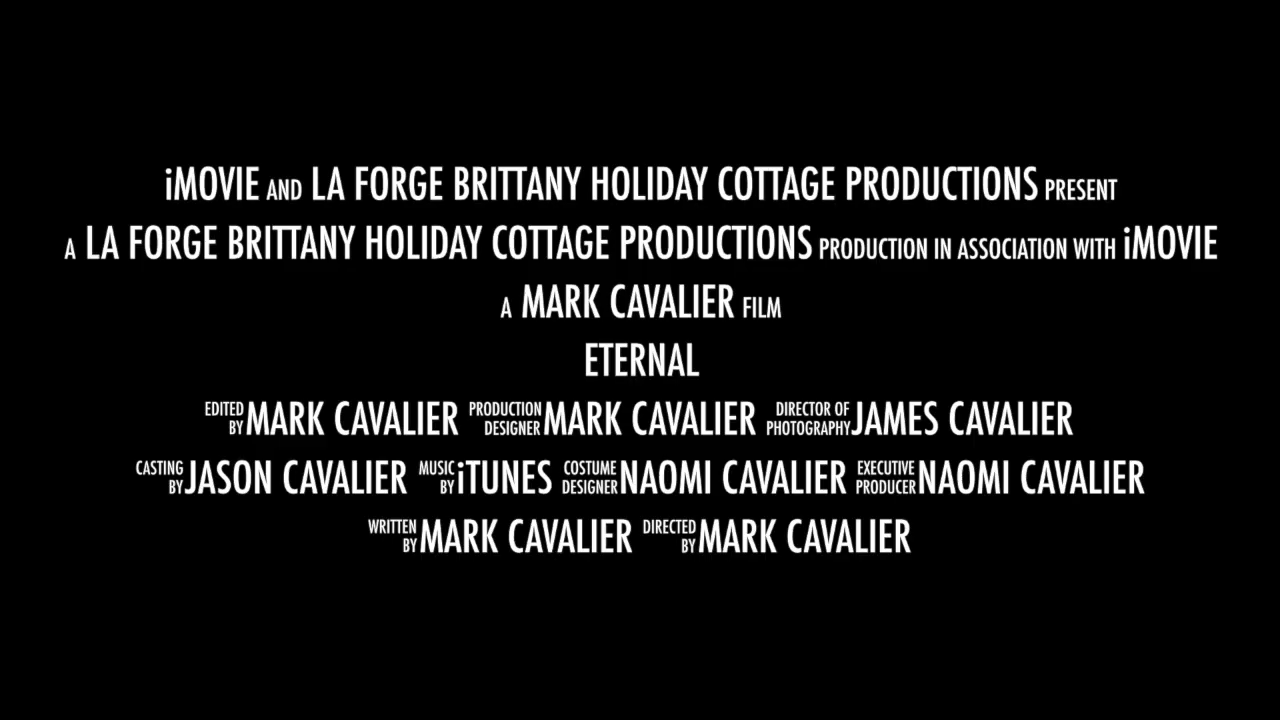 iMOVIE AND LA FORGE BRITTANY HOLIDAY COTTAGE PRODUCTIONS PRESENT
A LA FORGE BRITTANY HOLIDAY COTTAGE PRODUCTIONS PRODUCTION IN ASSOCIATION WITH iMOVIE
A MARK CAVALIER FILM
ETERNAL
EDITED BY MARK CAVALIER PRODUCTION DESIGNER MARK CAVALIER DIRECTOR OF PHOTOGRAPHY JAMES CAVALIER
CASTING BY JASON CAVALIER MUSIC BY iTUNES COSTUME DESIGNER NAOMI CAVALIER EXECUTIVE PRODUCER NAOMI CAVALIER
WRITTEN BY MARK CAVALIER DIRECTED BY MARK CAVALIER